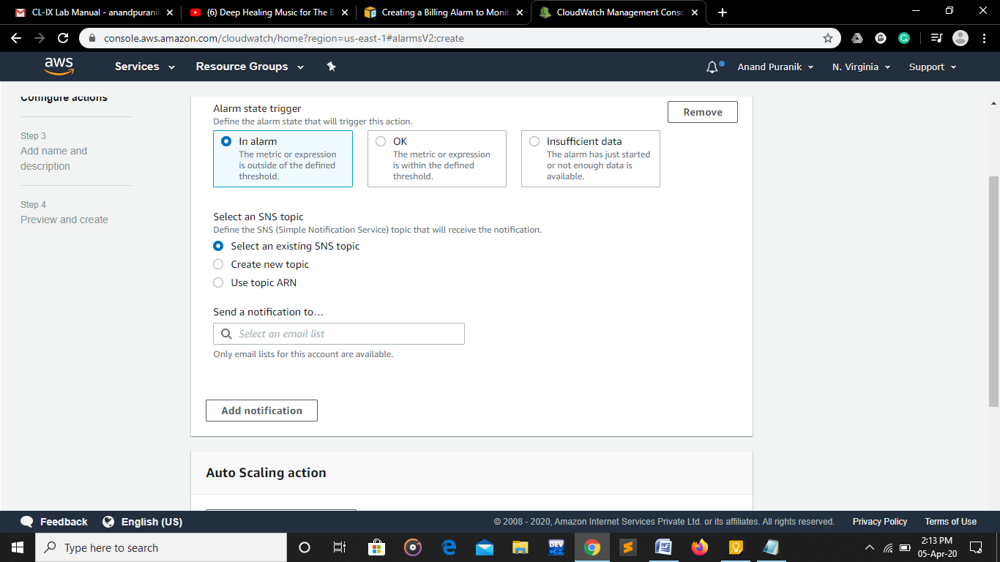 CL-IX Lab Manual - anandpurani
(6) Deep Healing Music for The B
Creating a Billing Alarm to Monit
CloudWatch Management Conso
console.aws.amazon.com/cloudwatch/home?region=us-east-1#alarmsV2:create
aws
Services
Resource Groups
Anand Puranik
N. Virginia
Support
Configure actions
Step 3
Add name and
description
Step 4
Preview and create
Alarm state trigger
Define the alarm state that will trigger this action.
Remove
In alarm
The metric or expression
is outside of the defined
threshold.
OK
The metric or expression
is within the defined
threshold.
Insufficient data
The alarm has just started
or not enough data is
available.
Select an SNS topic
Define the SNS (Simple Notification Service) topic that will receive the notification.
Select an existing SNS topic
Create new topic
Use topic ARN
Send a notification to…
Select an email list
Only email lists for this account are available.
Add notification
Auto Scaling action
Feedback
English (US)
© 2008 - 2020, Amazon Internet Services Private Ltd. or its affiliates. All rights reserved.
Privacy Policy
Terms of Use
Type here to search
DEV
2:13 PM
05-Apr-20